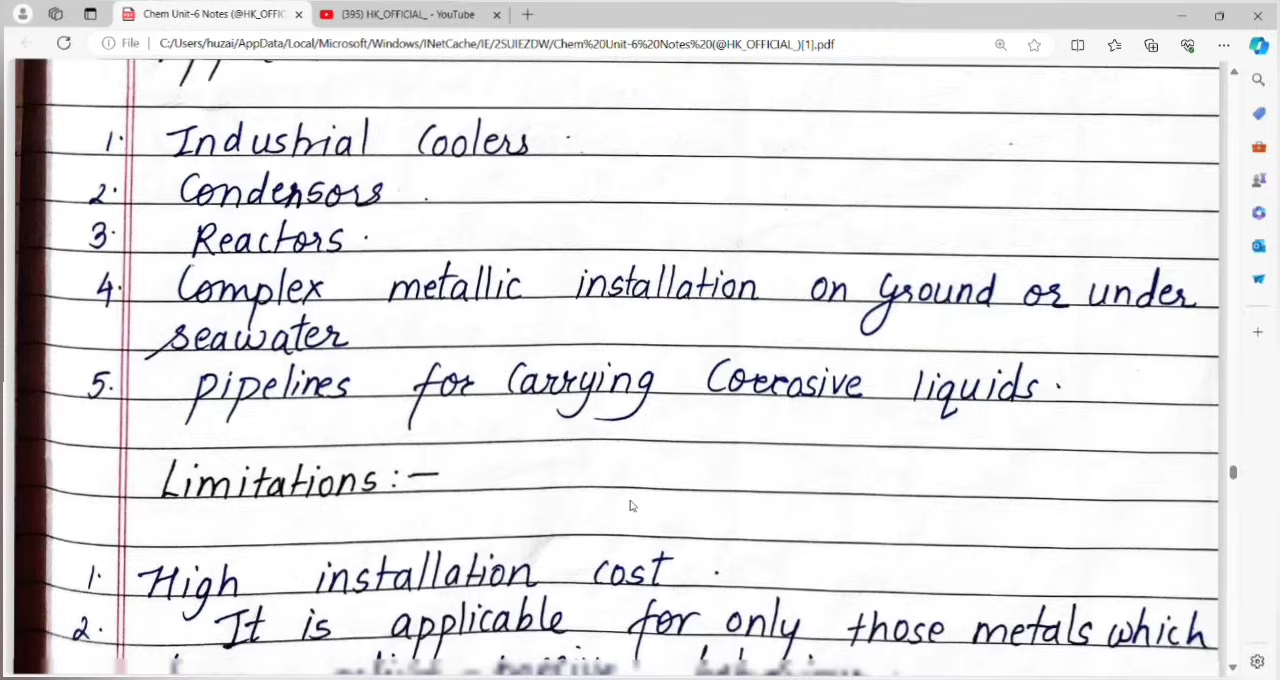 Chem Unit-6 Notes (@HK_OFFIC
(395) HK_OFFICIAL_ - YouTube
File | C:/Users/huzai/AppData/Local/Microsoft/Windows/INetCache/IE/2SUIEZDW/Chem%20Unit-6%20Notes%20(@HK_OFFICIAL_)[1].pdf
1. Industrial Coolers
2. Condensors
3. Reactors.
4. Complex metallic installation on Ground or under
seawater
5. pipelines for Carrying Corrosive liquids.
Limitations:-
1. High installation cost.
2. It is applicable for only those metals which